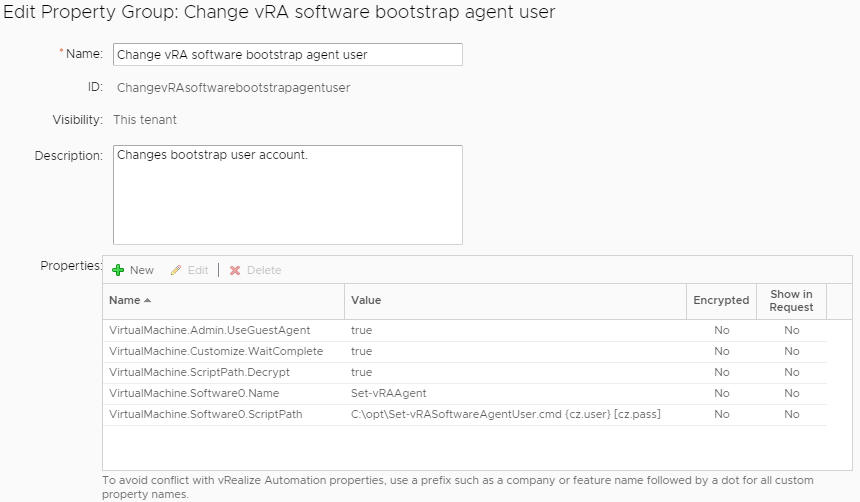 Edit Property Group: Change vRA software bootstrap agent user
* Name: Change vRA software bootstrap agent user
ID: ChangevRAsoftwarebootstrapagentuser
Visibility: This tenant
Description: Changes bootstrap user account.
Properties: New Edit | Delete
Name Value Encrypted Show in Request
VirtualMachine.Admin.UseGuestAgent true No No
VirtualMachine.Customize.WaitComplete true No No
VirtualMachine.ScriptPath.Decrypt true No No
VirtualMachine.Software0.Name Set-vRAAgent No No
VirtualMachine.Software0.ScriptPath C:\opt\Set-vRASoftwareAgentUser.cmd {cz.user} [cz.pass] No No
To avoid conflict with vRealize Automation properties, use a prefix such as a company or feature name followed by a dot for all custom
property names.